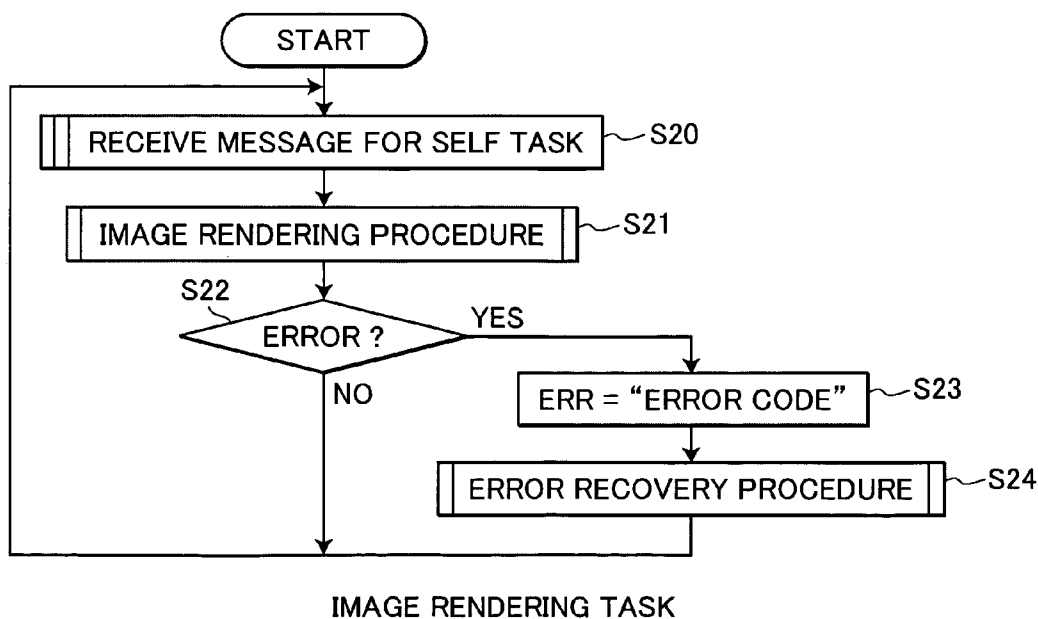 START
RECEIVE MESSAGE FOR SELF TASK
S20
IMAGE RENDERING PROCEDURE
S21
S22
ERROR ?
YES
NO
ERR = “ERROR CODE”
S23
ERROR RECOVERY PROCEDURE
S24
IMAGE RENDERING TASK